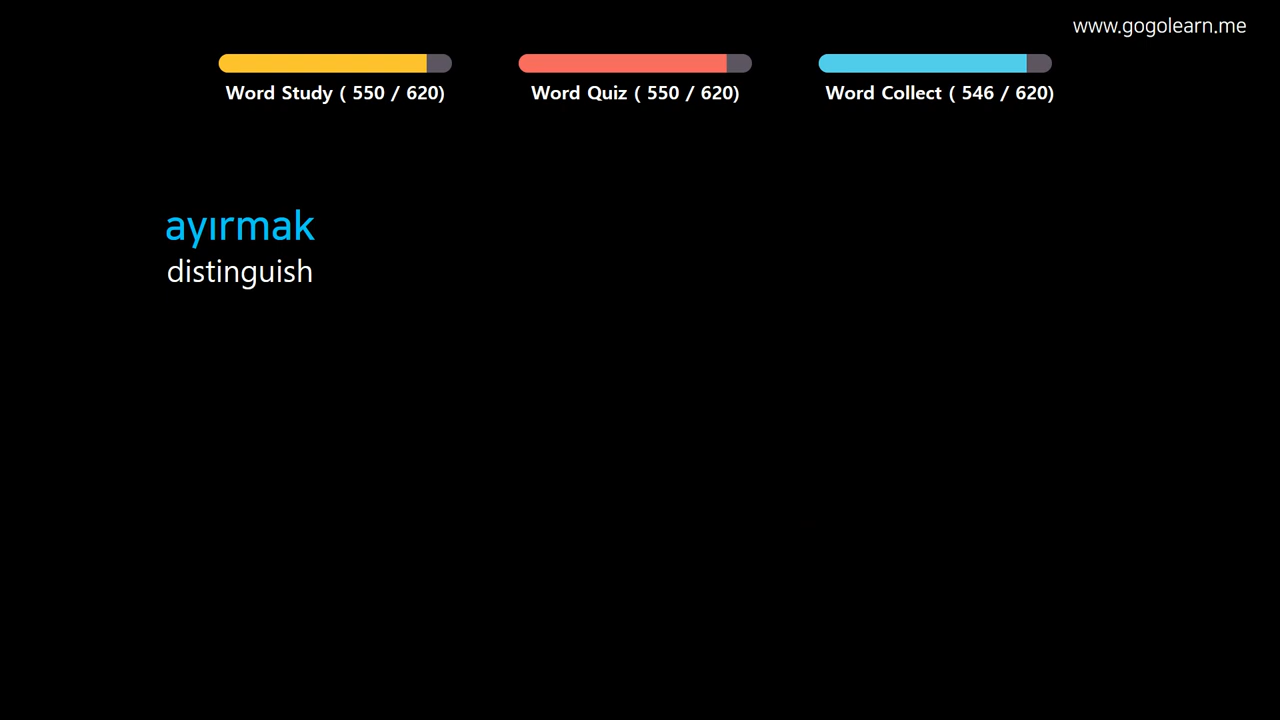 www.gogolearn.me
Word Study ( 550 / 620)
Word Quiz ( 550 / 620)
Word Collect ( 546 / 620)
ayırmak
distinguish